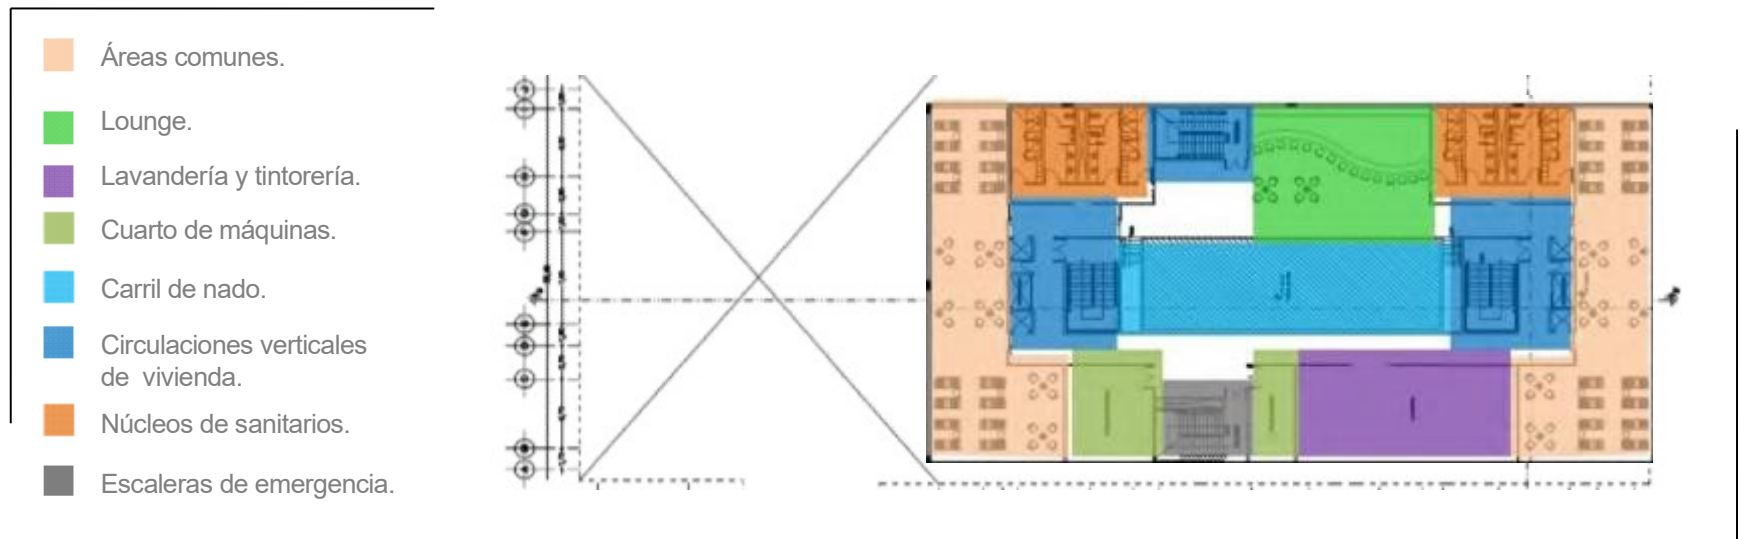 Áreas comunes.
Lounge.
Lavandería y tintorería.
Cuarto de máquinas.
Carril de nado.
Circulaciones verticales
de vivienda.
Núcleos de sanitarios.
Escaleras de emergencia.